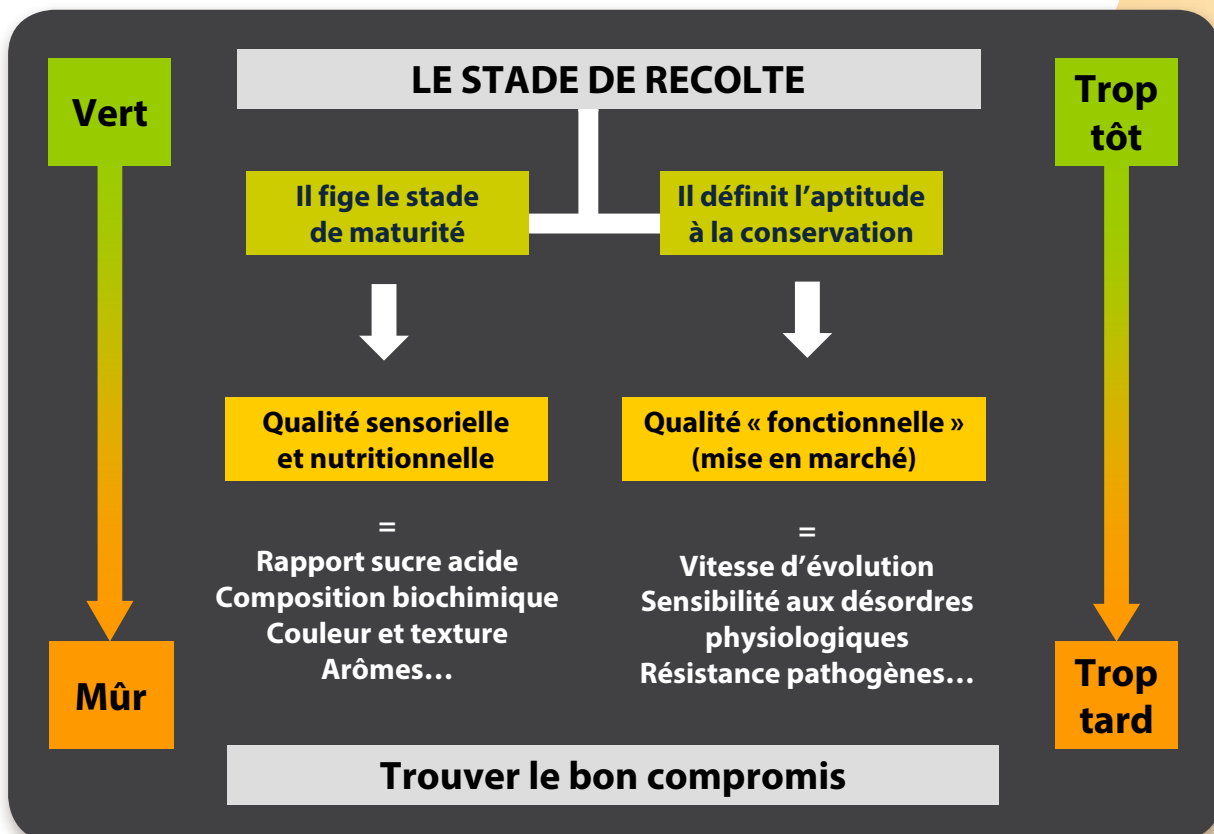 LE STADE DE RECOLTE
Vert
Trop
tôt
Il fige le stade
de maturité
Il définit l’aptitude
à la conservation
Qualité sensorielle
et nutritionnelle
Qualité « fonctionnelle »
(mise en marché)
=
Rapport sucre acide
Composition biochimique
Couleur et texture
Arômes…
=
Vitesse d’évolution
Sensibilité aux désordres
physiologiques
Résistance pathogènes…
Mûr
Trop
tard
Trouver le bon compromis